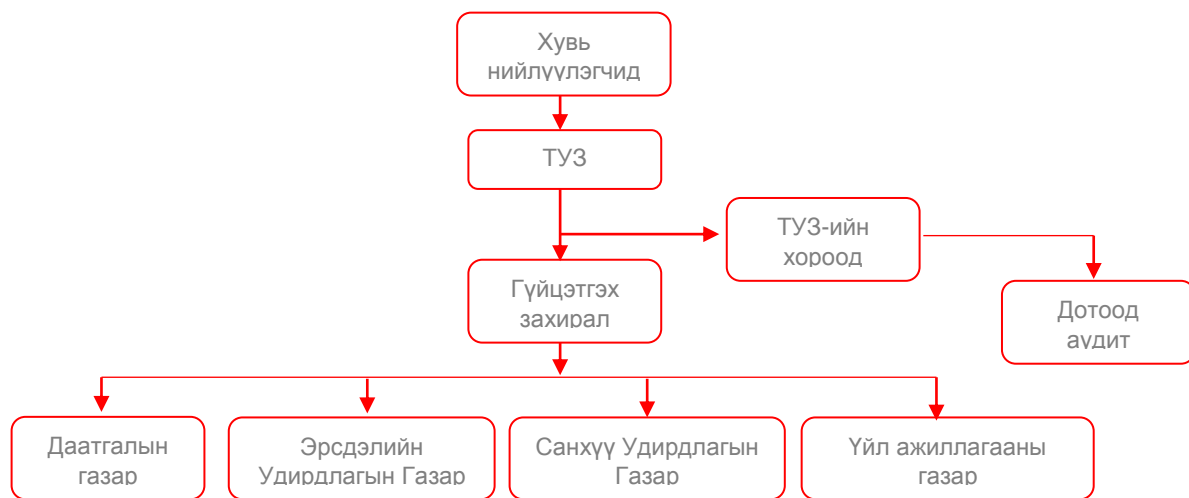 Хувь
нийлүүлэгчид
ТУЗ
ТУЗ-ийн
хороод
Гүйцэтгэх
захирал
Дотоод
аудит
Даатгалын
газар
Эрсдэлийн
Удирдлагын Газар
Санхүү Удирдлагын
Газар
Үйл ажиллагааны
газар